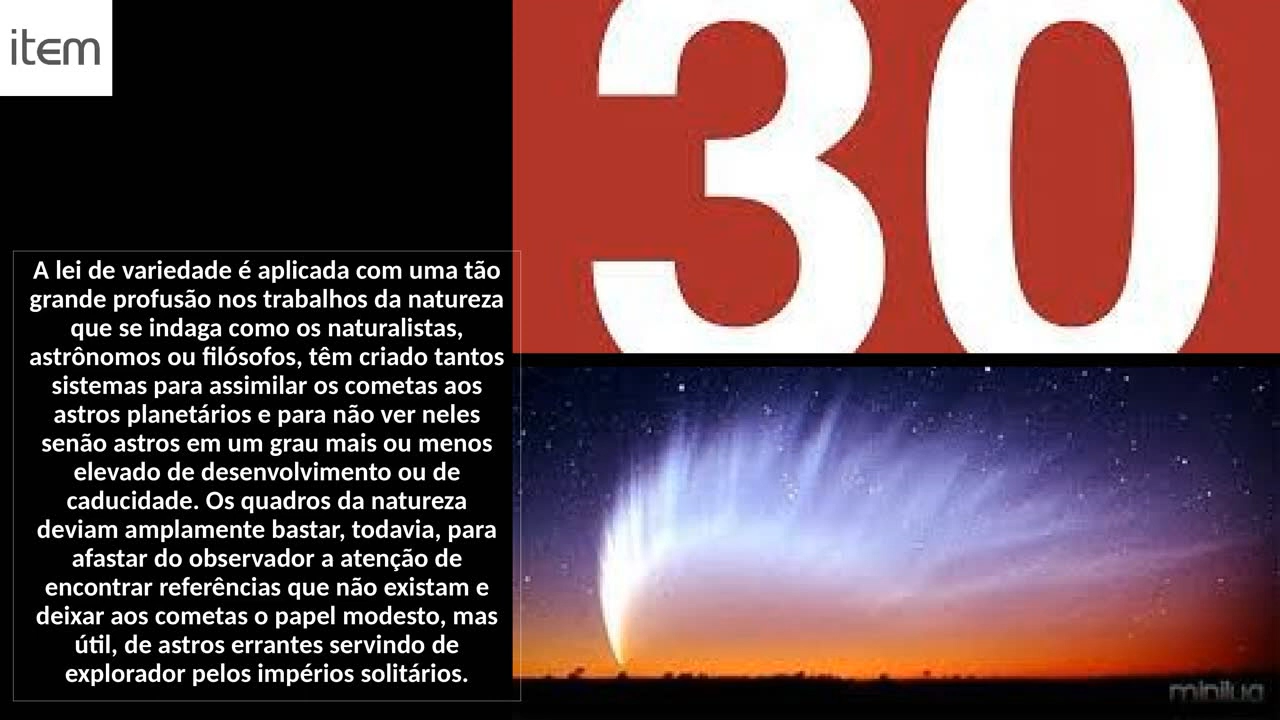 item
30
A lei de variedade é aplicada com uma tão
grande profusão nos trabalhos da natureza
que se indaga como os naturalistas,
astrônomos ou filósofos, têm criado tantos
sistemas para assimilar os cometas aos
astros planetários e para não ver neles
senão astros em um grau mais ou menos
elevado de desenvolvimento ou de
caducidade. Os quadros da natureza
deviam amplamente bastar, todavia, para
afastar do observador a atenção de
encontrar referências que não existam e
deixar aos cometas o papel modesto, mas
útil, de astros errantes servindo de
explorador pelos impérios solitários.
minilua